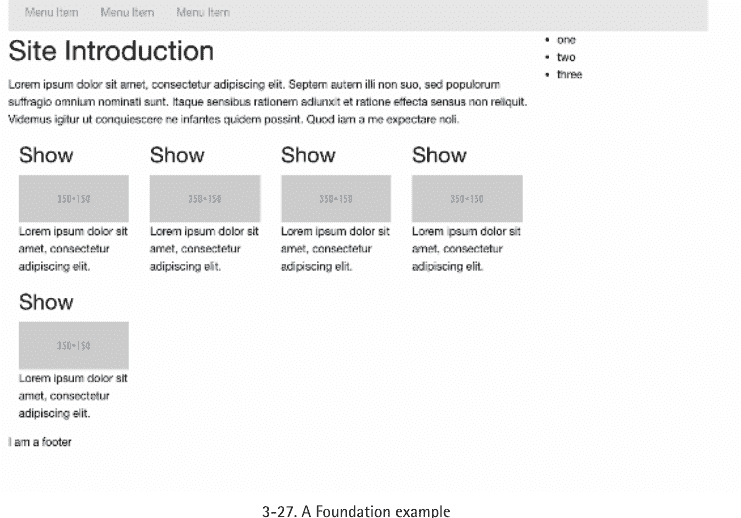 Menu Item Menu Item Menu Item
Site Introduction
Lorem ipsum dolor sit amet, consectetur adipiscing elit. Septem autem illi non suo, sed populorum
suffragio omnium nominati sunt. Itaque sensibus rationem adiunxit et ratione effecta sensus non reliquit.
Videmus igitur ut conquiescere ne infantes quidem possint. Quod iam a me expectare noli.
one
two
three
Show
350×150
Lorem ipsum dolor sit
amet, consectetur
adipiscing elit.
Show
350×150
Lorem ipsum dolor sit
amet, consectetur
adipiscing elit.
Show
350×150
Lorem ipsum dolor sit
amet, consectetur
adipiscing elit.
Show
350×150
Lorem ipsum dolor sit
amet, consectetur
adipiscing elit.
Show
350×150
Lorem ipsum dolor sit
amet, consectetur
adipiscing elit.
I am a footer
3-27. A Foundation example